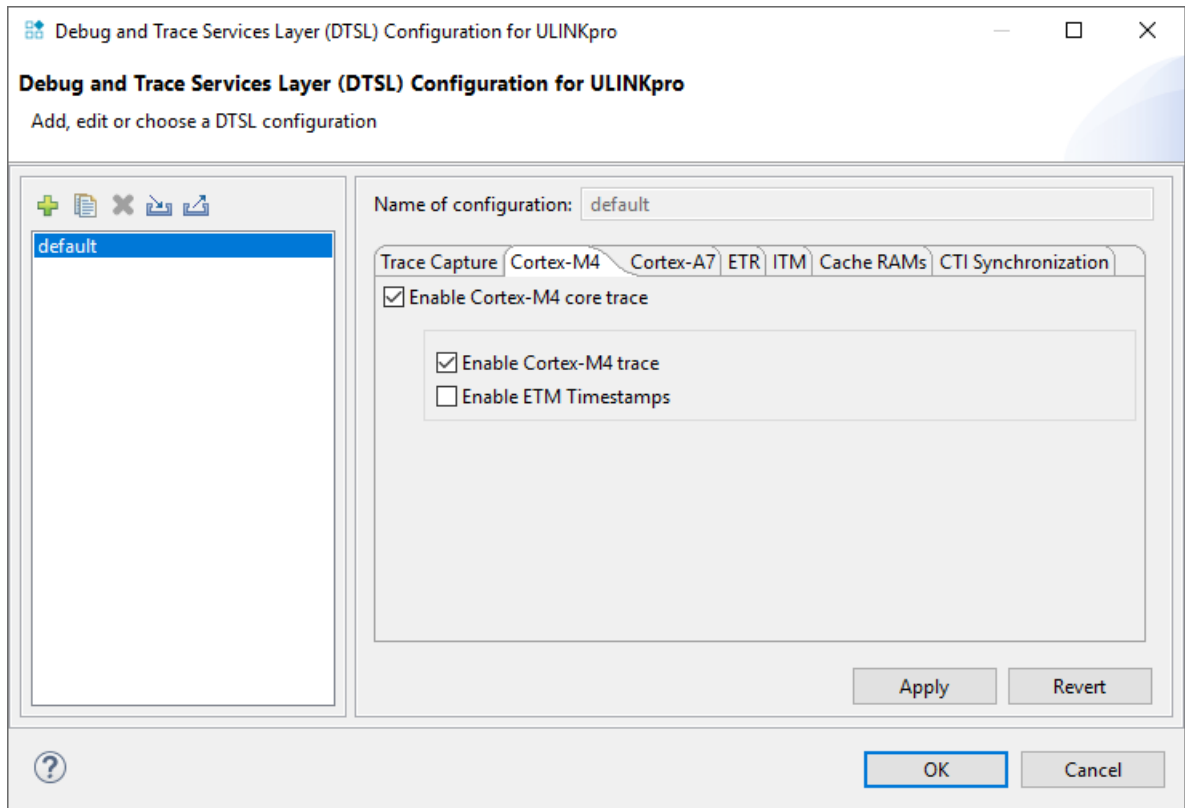 Debug and Trace Services Layer (DTSL) Configuration for ULINKpro
Debug and Trace Services Layer (DTSL) Configuration for ULINKpro
Add, edit or choose a DTSL configuration
Name of configuration: default
default
Trace Capture Cortex-M4 Cortex-A7 ETR ITM Cache RAMs CTI Synchronization
Enable Cortex-M4 core trace
Enable Cortex-M4 trace
Enable ETM Timestamps
Apply Revert
? OK Cancel